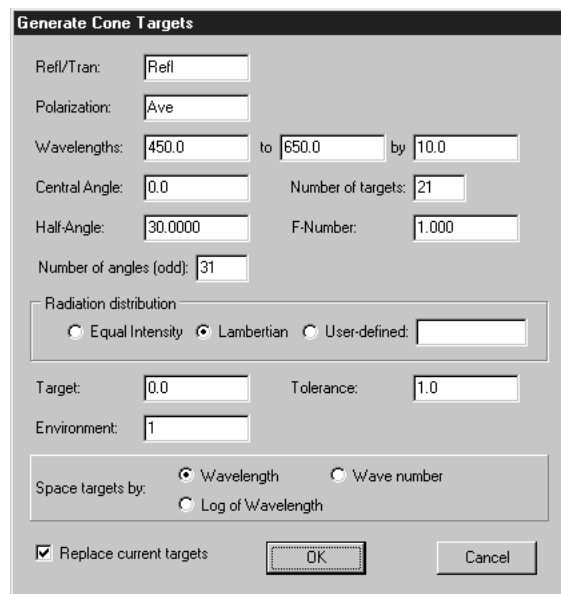 Generate Cone Targets
Refl/Tran: Refl
Polarization: Ave
Wavelengths: 450.0 to 650.0 by 10.0
Central Angle: 0.0 Number of targets: 21
Half-Angle: 30.0000 F-Number: 1.000
Number of angles (odd): 31
Radiation distribution
Equal Intensity Lambertian User-defined:
Target: 0.0 Tolerance: 1.0
Environment: 1
Space targets by: Wavelength Wave number
Log of Wavelength
Replace current targets OK Cancel